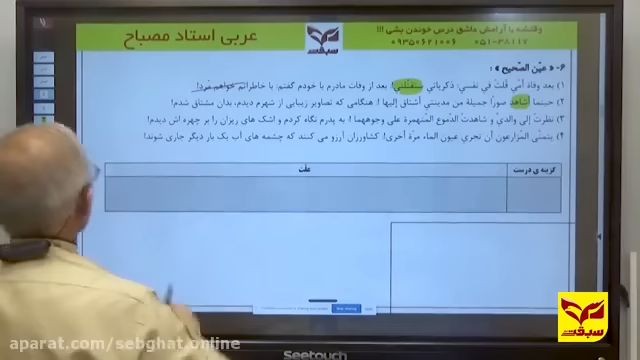 عربی استاد مصباح
سبقت
وقتشه با آرامش عاشق درس خوندن بشی !!!
۰۵۱-۳۸۱۱۷ ۰۹۳۵۰۶۲۱۰۰۶
۶- «عیّن الصّحیح»:
۱) بعد وفاة أمّي قلتُ في نفسي: ذكرياتي ستقتلني! بعد از وفات مادرم با خودم گفتم: با خاطراتم خواهم مُرد!
۲) حینما أشاهد صوراً جمیلة من مدینتي أشتاق إلیها!: هنگامی که تصاویر زیبایی از شهرم دیدم، بدان مشتاق شدم!
۳) نظرتُ إلی والديّ و شاهدت الدّموع المنهمرة علی وجوههما!: به پدرم نگاه کردم و اشک های ریزان را بر چهره اش دیدم!
۴) یتمنّی المزارعون أن تجري عیون الماء مرّة أخری!: کشاورزان آرزو می کنند که چشمه های آب یک بار دیگر جاری شوند!
گزینه ی درست علّت
Seetouch
سبقت
aparat.com/sebghat.online